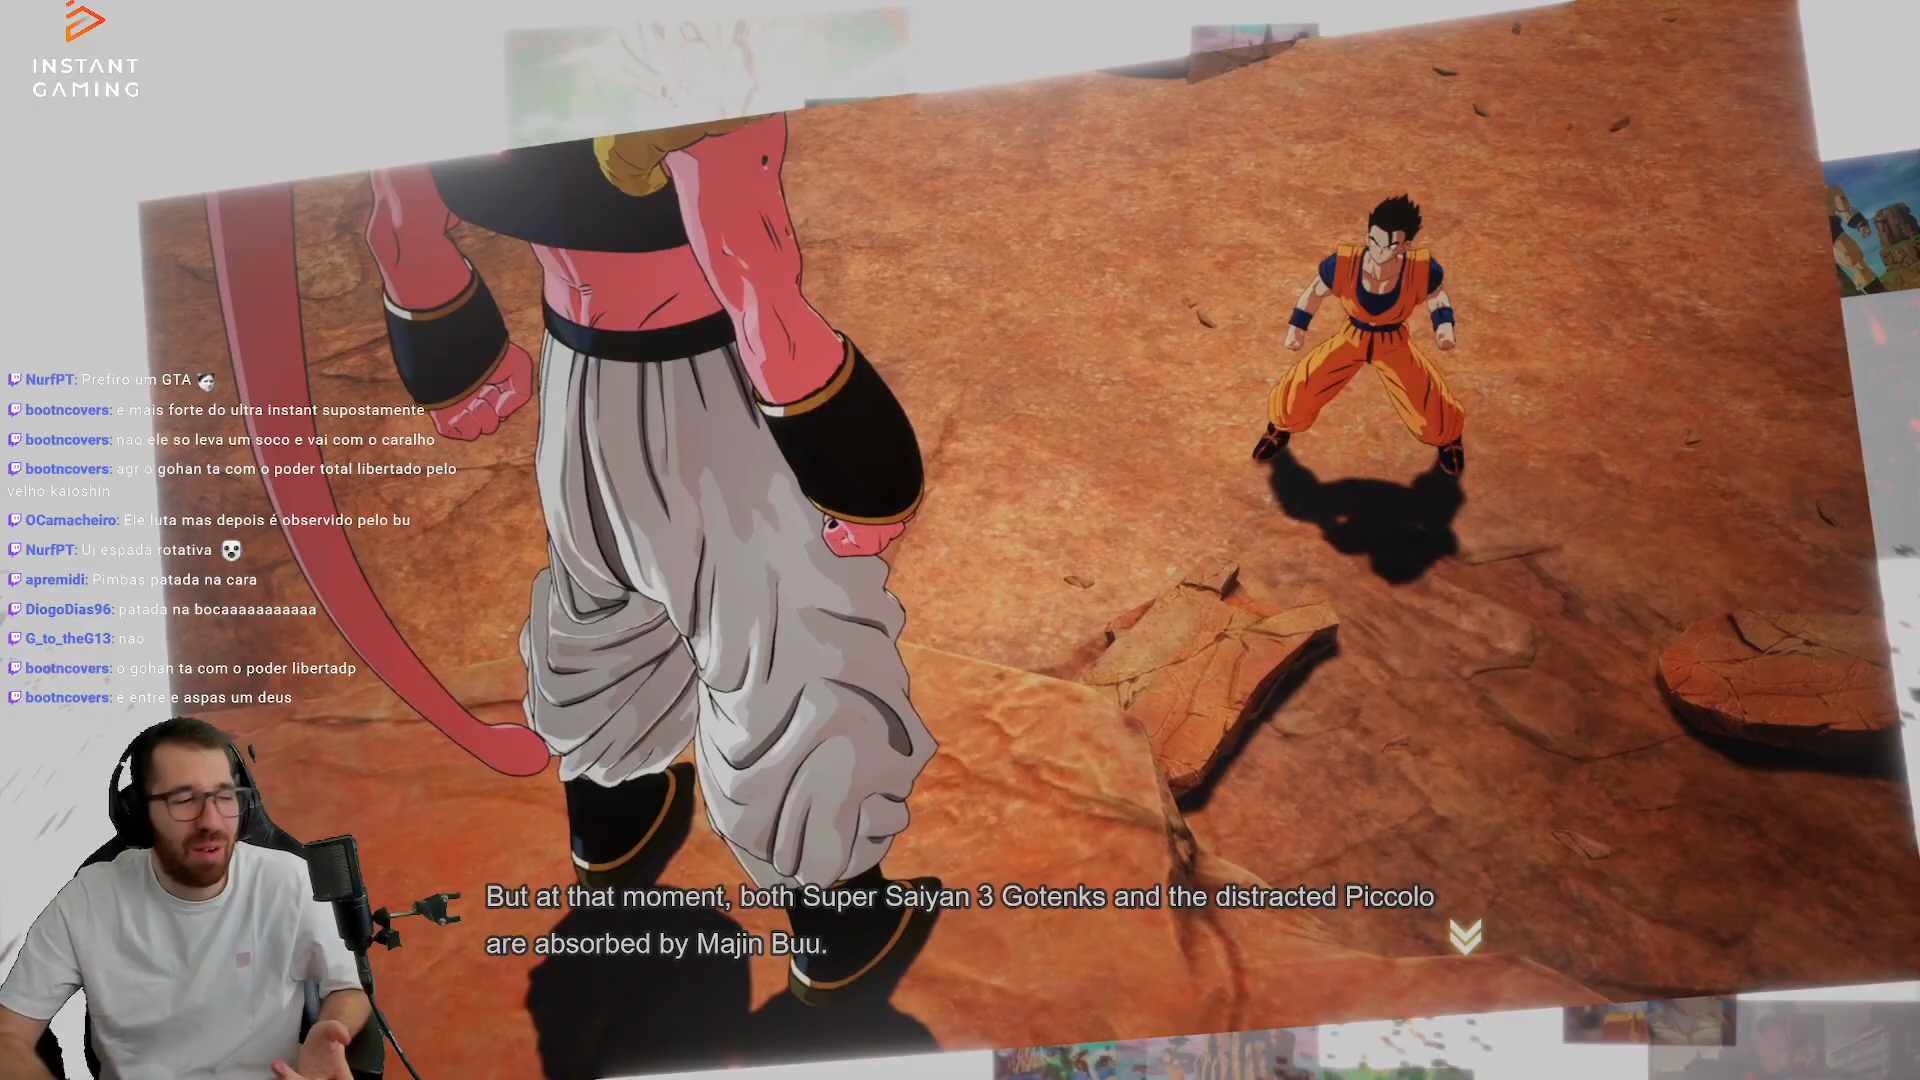 INSTANT
GAMING
NurfPT: Prefiro um GTA
bootncovers: e mais forte do ultra instant supostamente
bootncovers: nao ele so leva um soco e vai com o caralho
bootncovers: agr o gohan ta com o poder total libertado pelo
velho kaioshin
OCamacheiro: Ele luta mas depois é observido pelo bu
NurfPT: Ui espada rotativa
apremidi: Pimbas patada na cara
DiogoDias96: patada na bocaaaaaaaaaaa
G_to_theG13: nao
bootncovers: o gohan ta com o poder libertadp
bootncovers: e entre e aspas um deus
But at that moment, both Super Saiyan 3 Gotenks and the distracted Piccolo
are absorbed by Majin Buu.